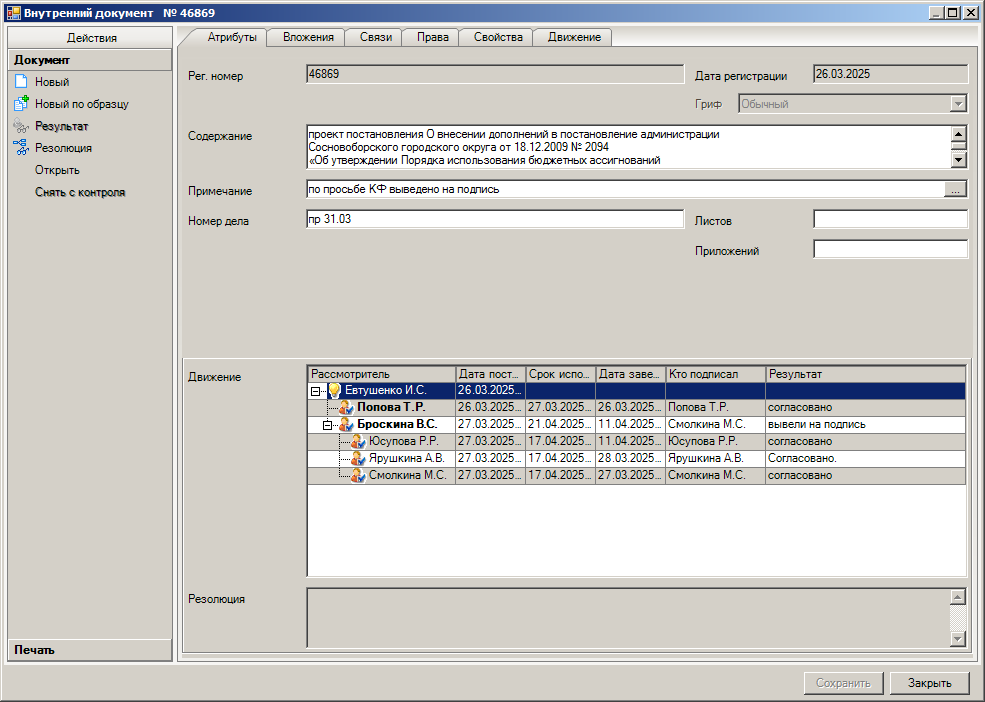 Внутренний документ № 46869
Действия
Документ
Новый
Новый по образцу
Результат
Резолюция
Открыть
Снять с контроля
Печать
Атрибуты Вложения Связи Права Свойства Движение
Рег. номер 46869 Дата регистрации 26.03.2025
Гриф Обычный
Содержание проект постановления О внесении дополнений в постановление администрации
Сосновоборского городского округа от 18.12.2009 № 2094
«Об утверждении Порядка использования бюджетных ассигнований
Примечание по просьбе КФ выведено на подпись ...
Номер дела пр 31.03 Листов
Приложений
Движение
Рассмотритель Дата пост... Срок испо... Дата заве... Кто подписал Результат
Евтушенко И.С. 26.03.2025...
Попова Т.Р. 26.03.2025... 27.03.2025... 26.03.2025... Попова Т.Р. согласовано
Броскина В.С. 27.03.2025... 21.04.2025... 11.04.2025... Смолкина М.С. вывели на подпись
Юсупова Р.Р. 27.03.2025... 17.04.2025... 11.04.2025... Юсупова Р.Р. согласовано
Ярушкина А.В. 27.03.2025... 17.04.2025... 28.03.2025... Ярушкина А.В. Согласовано.
Смолкина М.С. 27.03.2025... 17.04.2025... 27.03.2025... Смолкина М.С. согласовано
Резолюция
Сохранить Закрыть